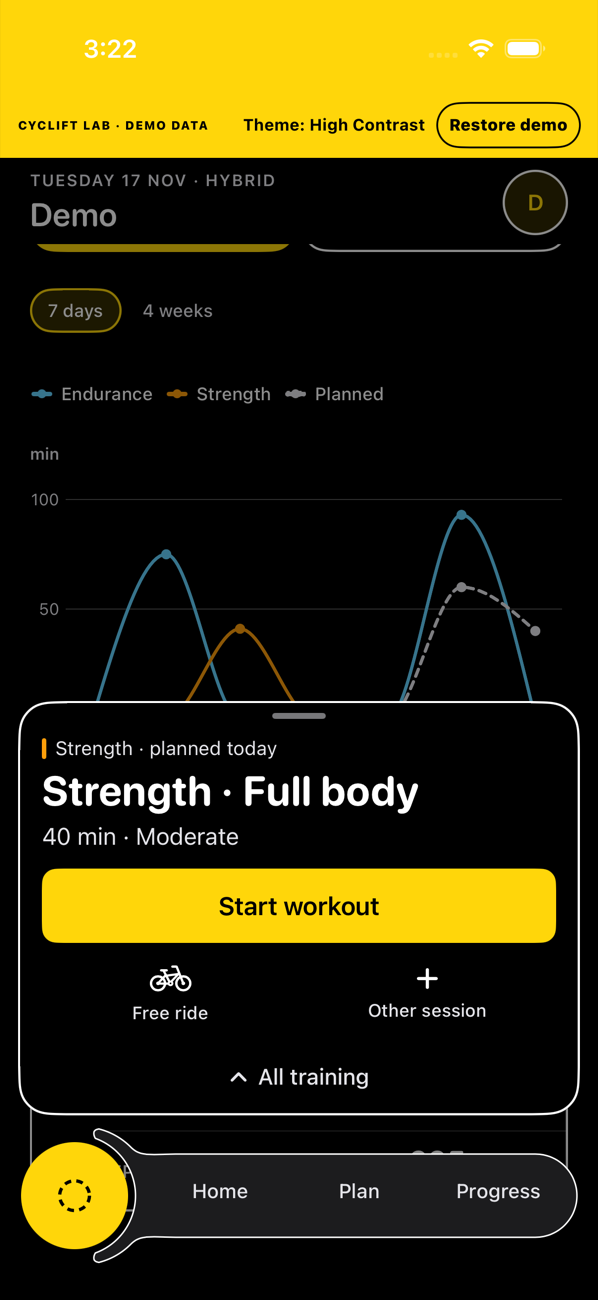 3:22
CYCLIFT LAB · DEMO DATA
Theme: High Contrast
Restore demo
TUESDAY 17 NOV · HYBRID
Demo
D
7 days
4 weeks
Endurance
Strength
Planned
min
100
50
Strength · planned today
Strength · Full body
40 min · Moderate
Start workout
Free ride
Other session
All training
Home
Plan
Progress